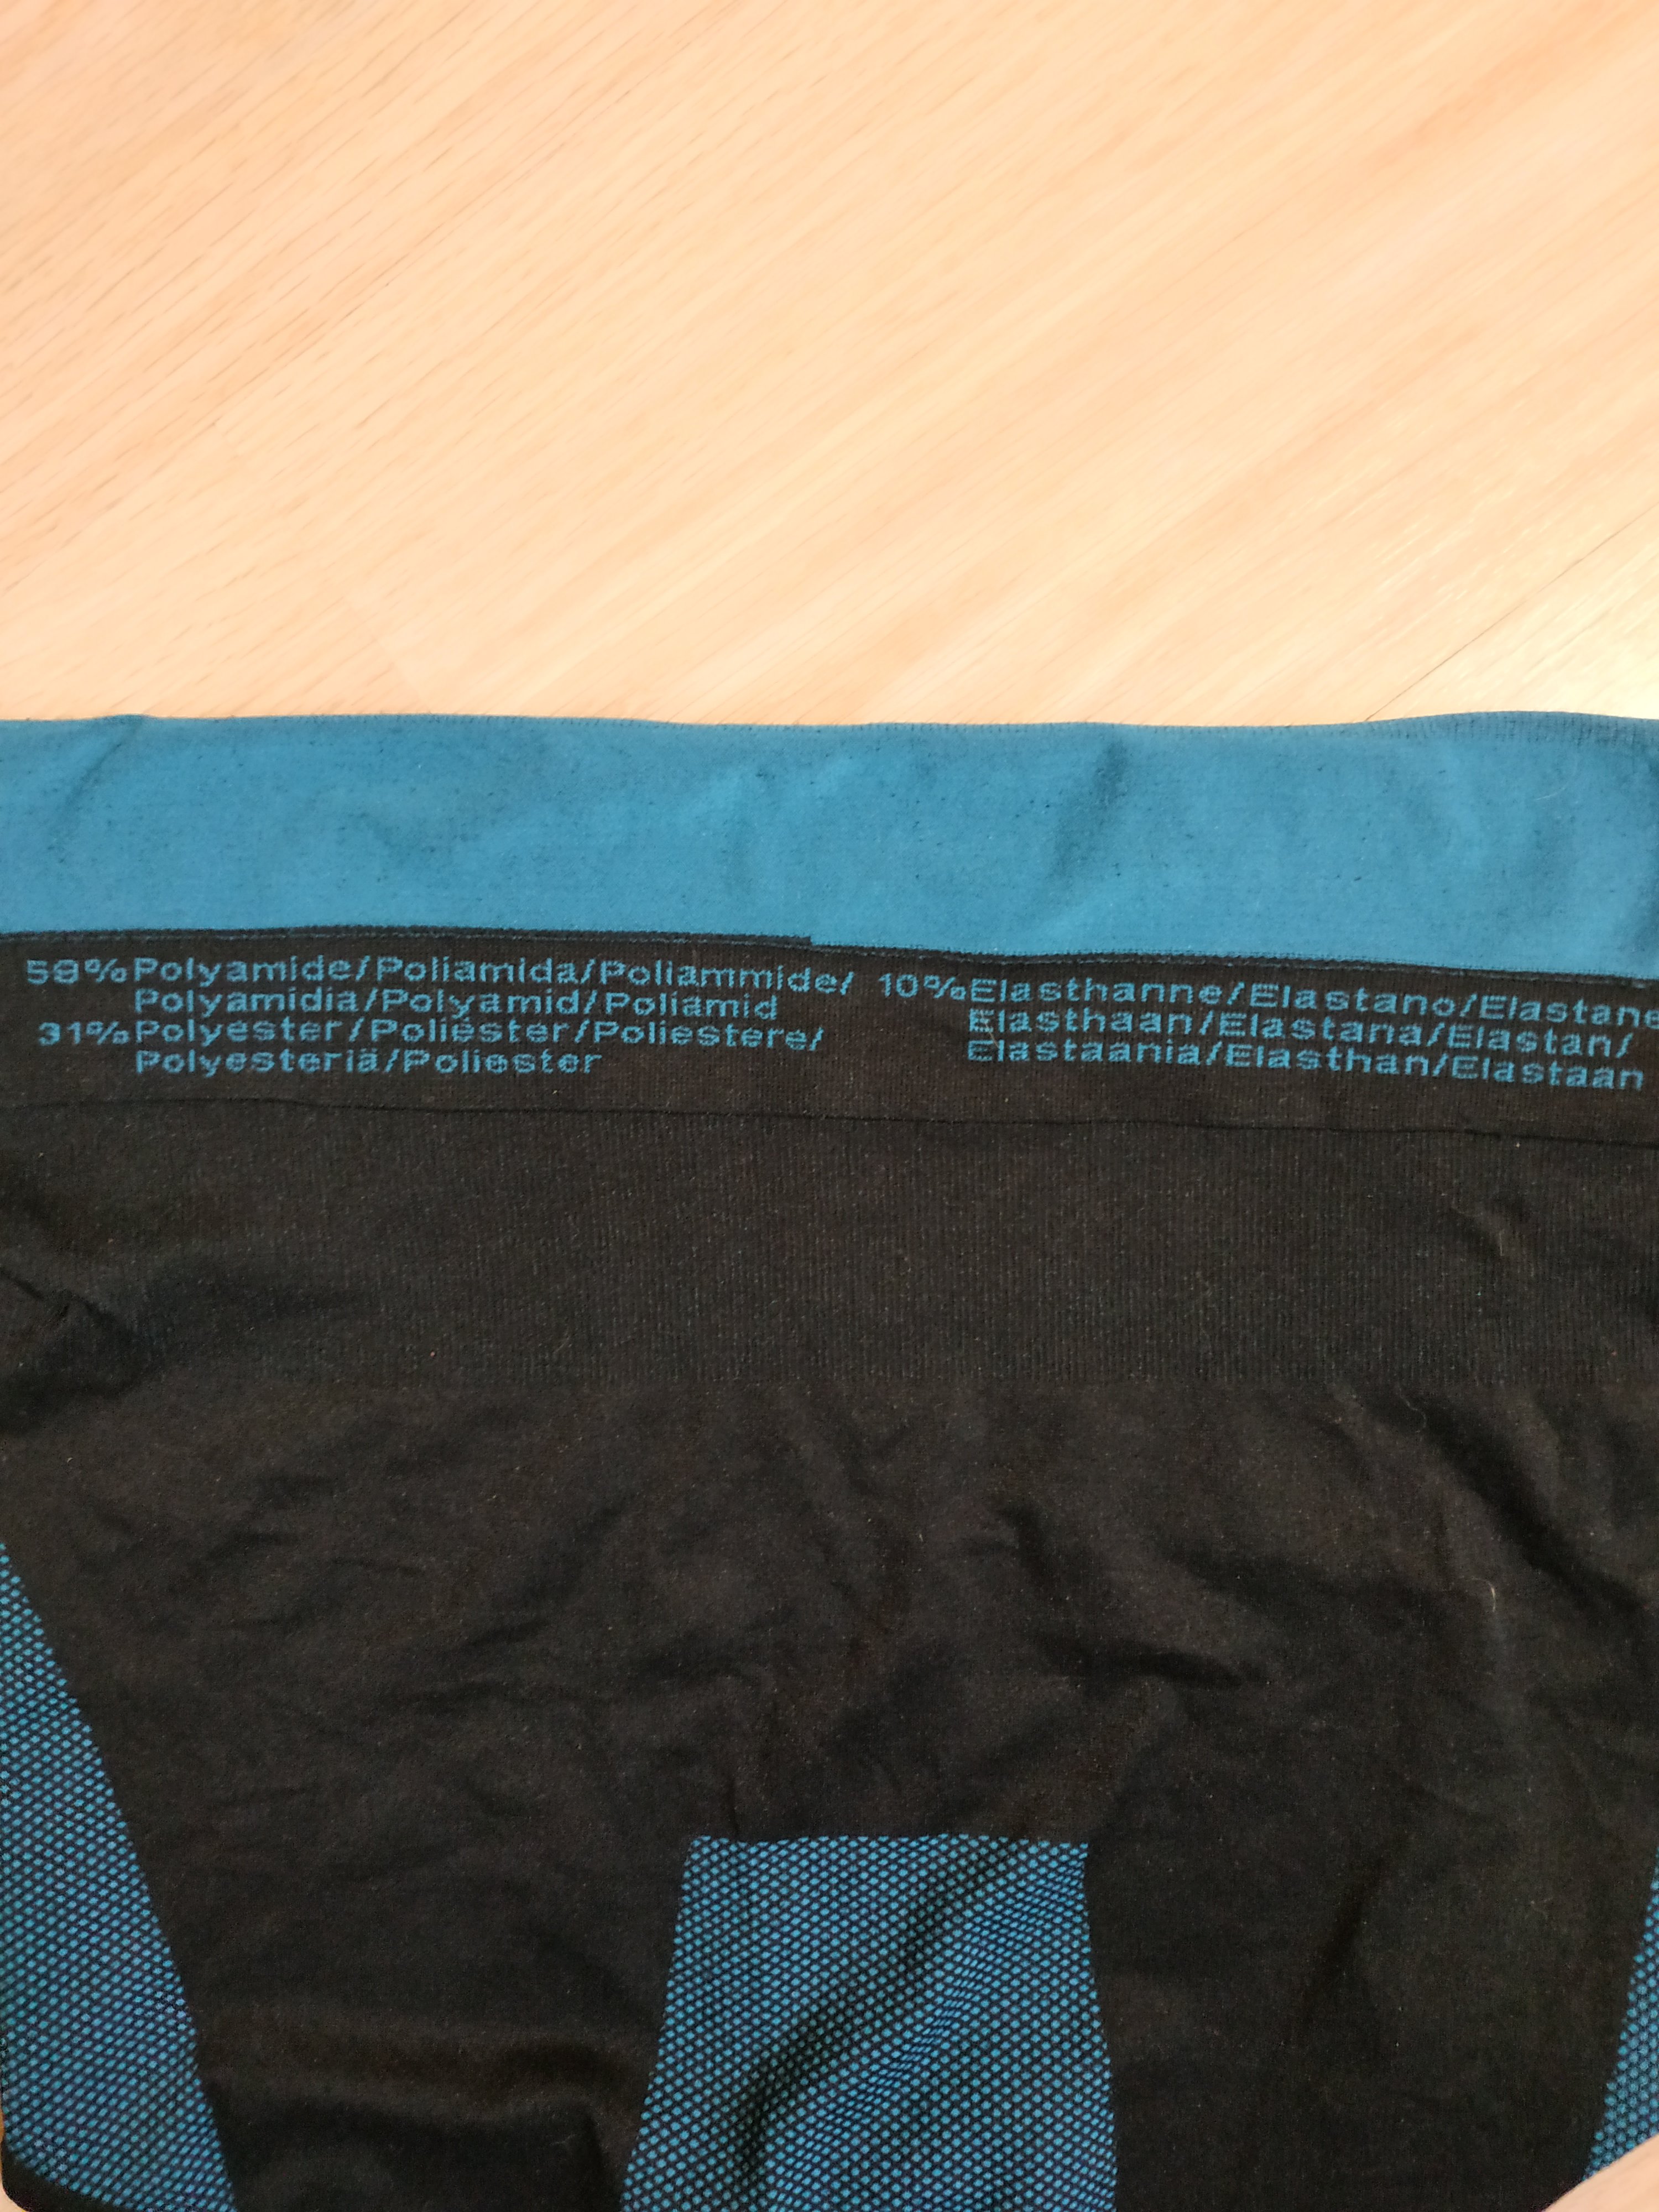 59%Polyamide/Poliamida/Poliammide/
Polyamidia/Polyamid/Poliamid
31%Polyester/Poliéster/Poliestere/
Polyesteriä/Poliester
10%Elasthanne/Elastano/Elastane
Elasthaan/Elastana/Elastan/
Elastaania/Elasthan/Elastaan